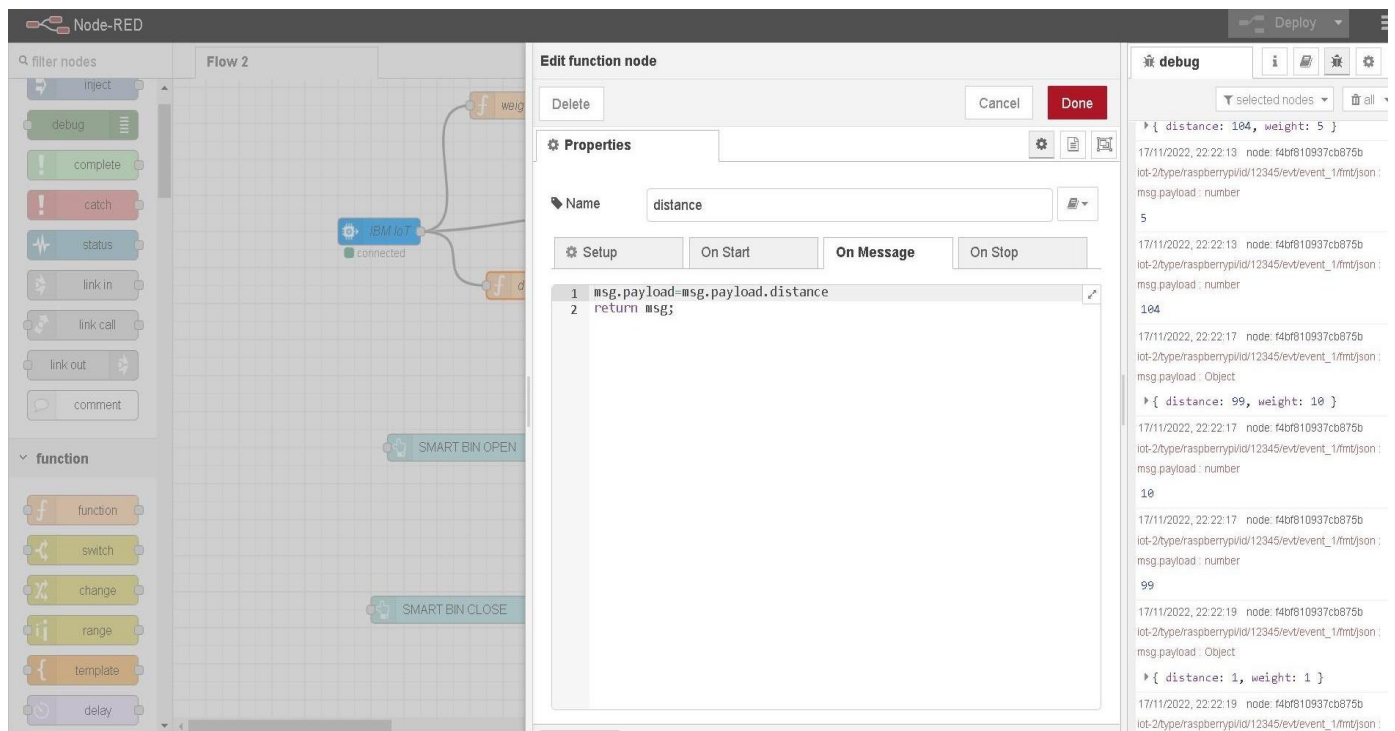 Node-RED
Deploy
filter nodes
Flow 2
inject
debug
complete
catch
status
link in
link call
link out
comment
function
function
switch
change
range
template
delay
weig
IBM IoT
connected
d
SMART BIN OPEN
SMART BIN CLOSE
Edit function node
Delete
Cancel
Done
Properties
Name
distance
Setup
On Start
On Message
On Stop
1 msg.payload=msg.payload.distance
2 return msg;
debug
i
selected nodes
all
{ distance: 104, weight: 5 }
17/11/2022, 22:22:13 node: f4bf810937cb875b
iot-2/type/raspberrypi/id/12345/evt/event_1/fmt/json :
msg.payload : number
5
17/11/2022, 22:22:13 node: f4bf810937cb875b
iot-2/type/raspberrypi/id/12345/evt/event_1/fmt/json :
msg.payload : number
104
17/11/2022, 22:22:17 node: f4bf810937cb875b
iot-2/type/raspberrypi/id/12345/evt/event_1/fmt/json :
msg.payload : Object
{ distance: 99, weight: 10 }
17/11/2022, 22:22:17 node: f4bf810937cb875b
iot-2/type/raspberrypi/id/12345/evt/event_1/fmt/json :
msg.payload : number
10
17/11/2022, 22:22:17 node: f4bf810937cb875b
iot-2/type/raspberrypi/id/12345/evt/event_1/fmt/json :
msg.payload : number
99
17/11/2022, 22:22:19 node: f4bf810937cb875b
iot-2/type/raspberrypi/id/12345/evt/event_1/fmt/json :
msg.payload : Object
{ distance: 1, weight: 1 }
17/11/2022, 22:22:19 node: f4bf810937cb875b
iot-2/type/raspberrypi/id/12345/evt/event_1/fmt/json :